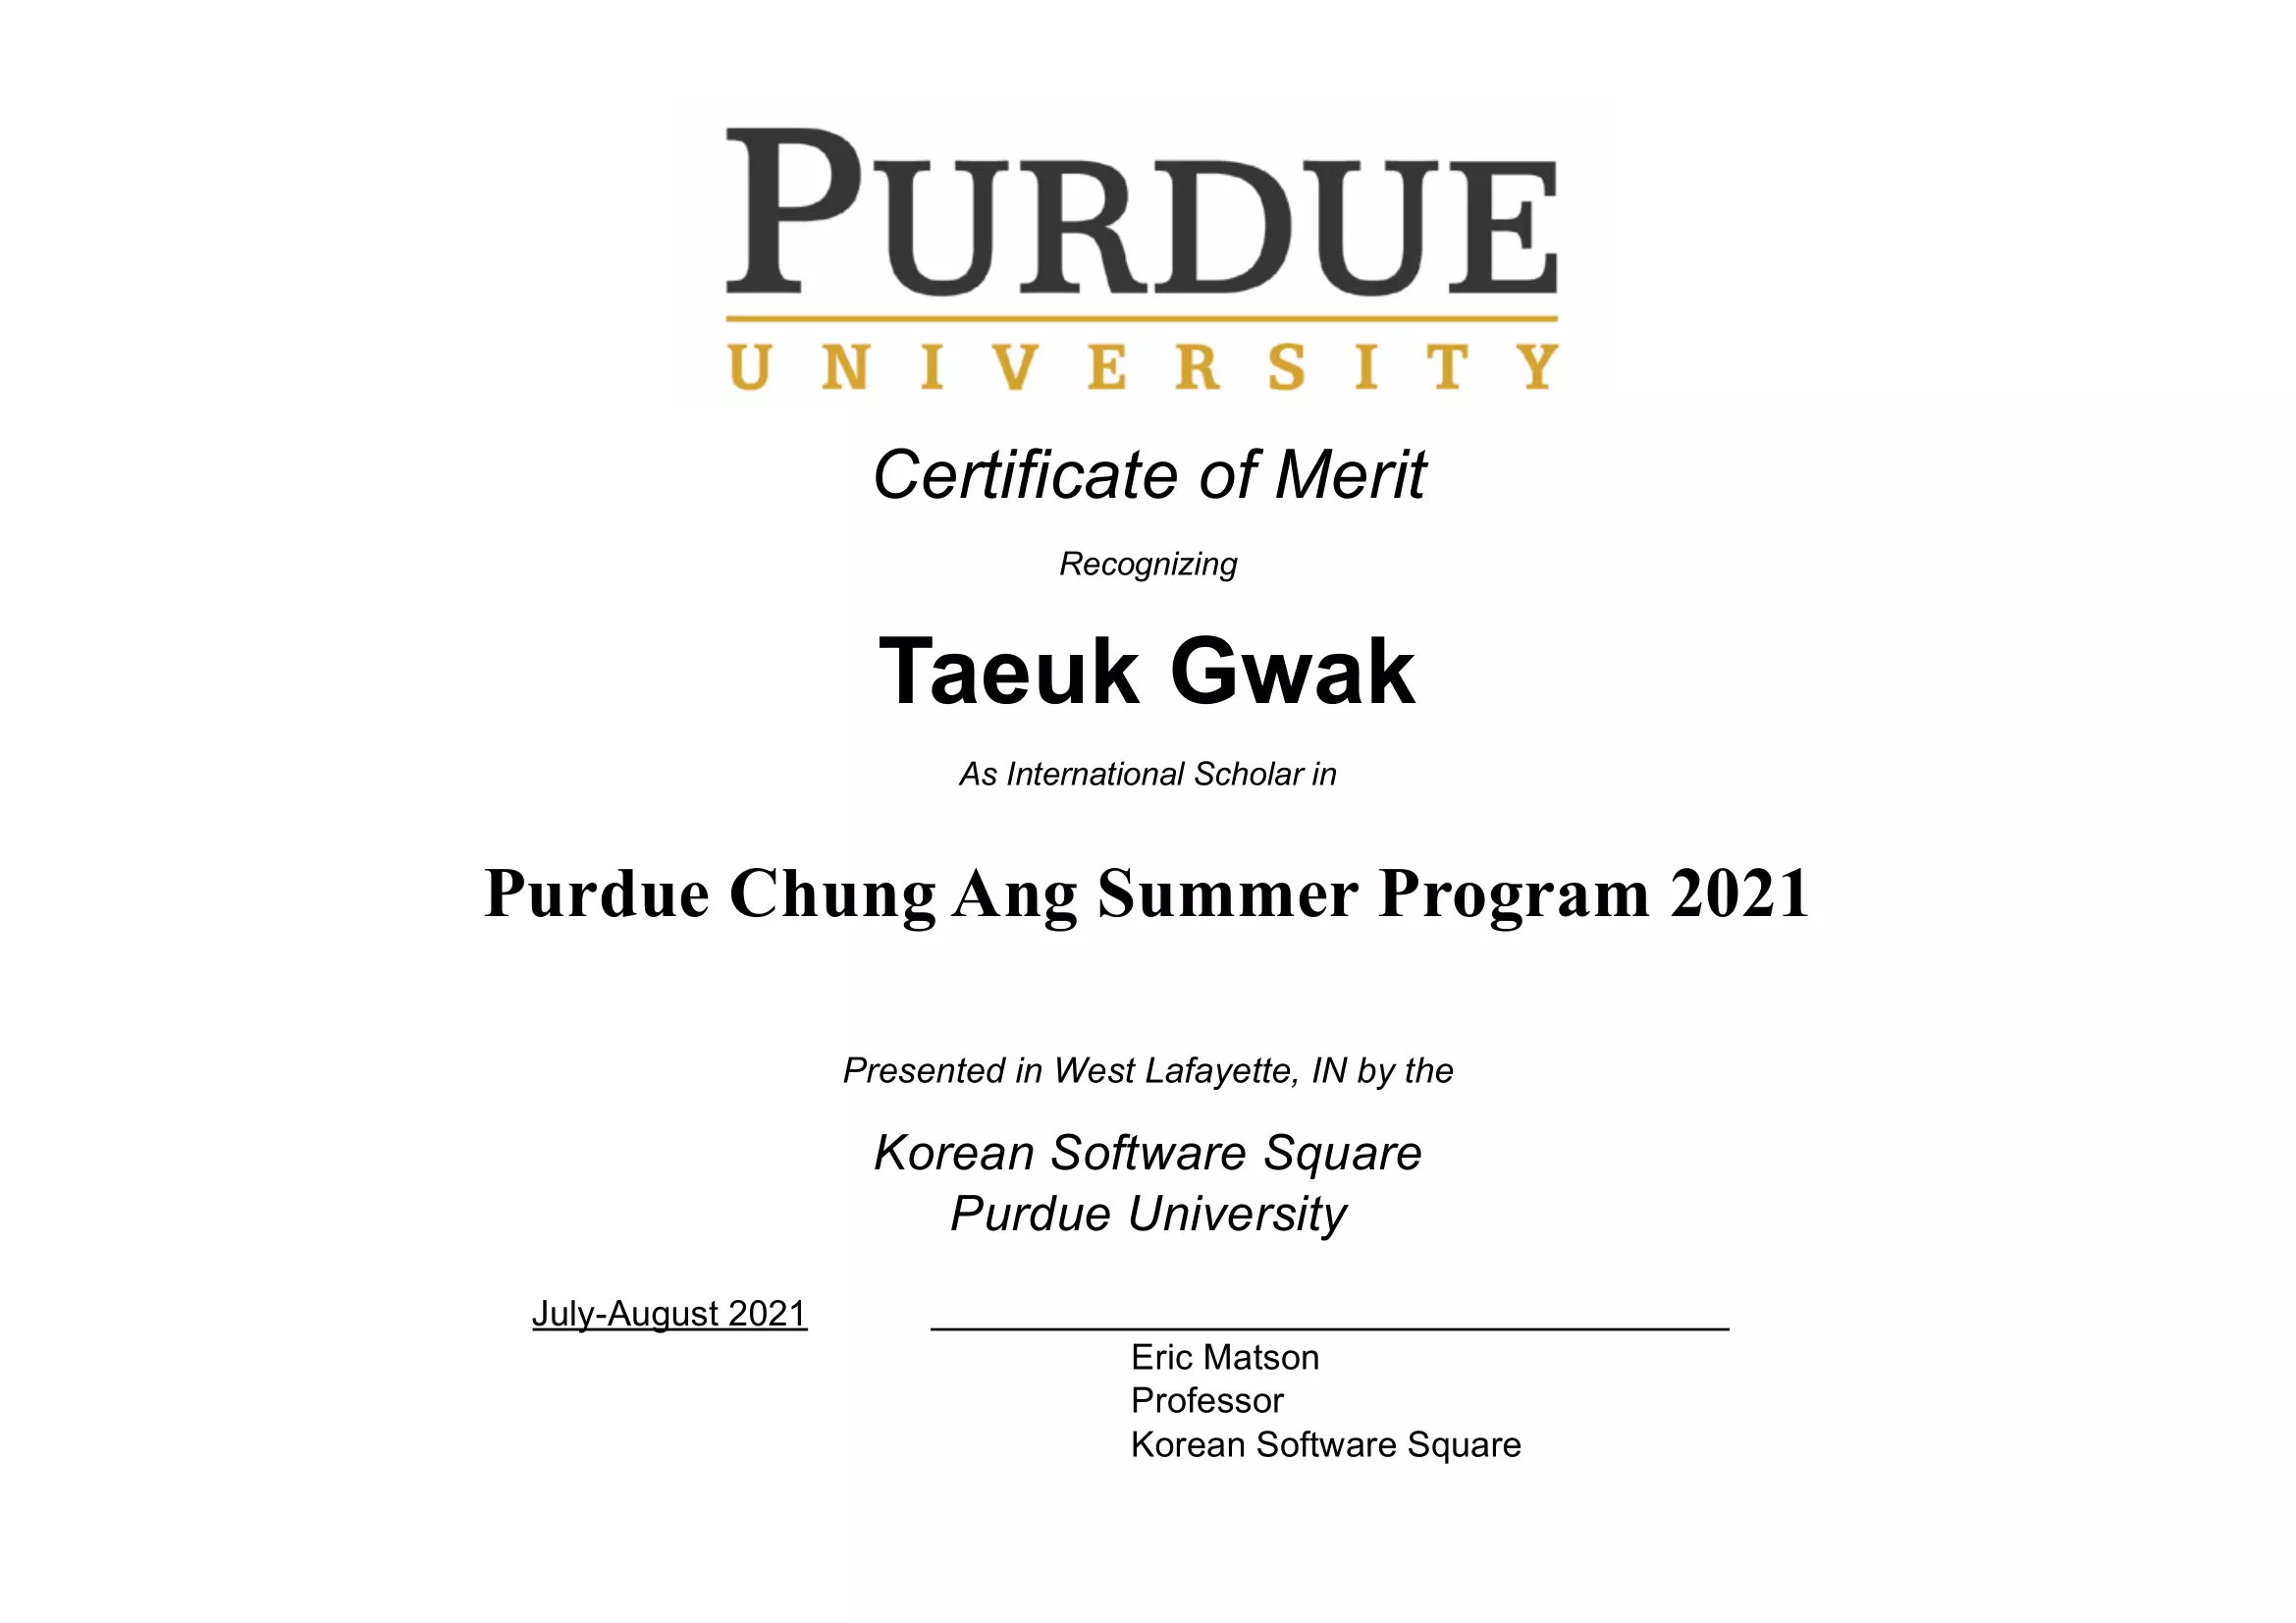 PURDUE
UNIVERSITY
Certificate of Merit
Recognizing
Taeuk Gwak
As International Scholar in
Purdue Chung Ang Summer Program 2021
Presented in West Lafayette, IN by the
Korean Software Square
Purdue University
July-August 2021
Eric Matson
Professor
Korean Software Square